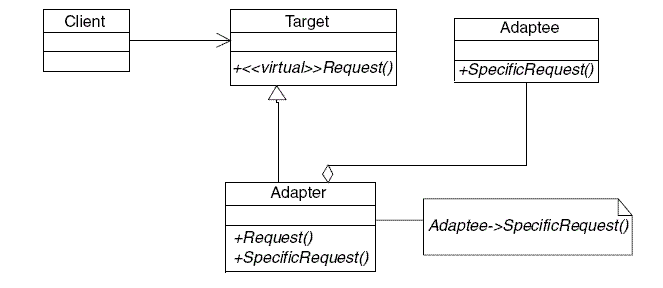 Client
Target
+<<virtual>>Request()
Adaptee
+SpecificRequest()
Adapter
+Request()
+SpecificRequest()
Adaptee->SpecificRequest()